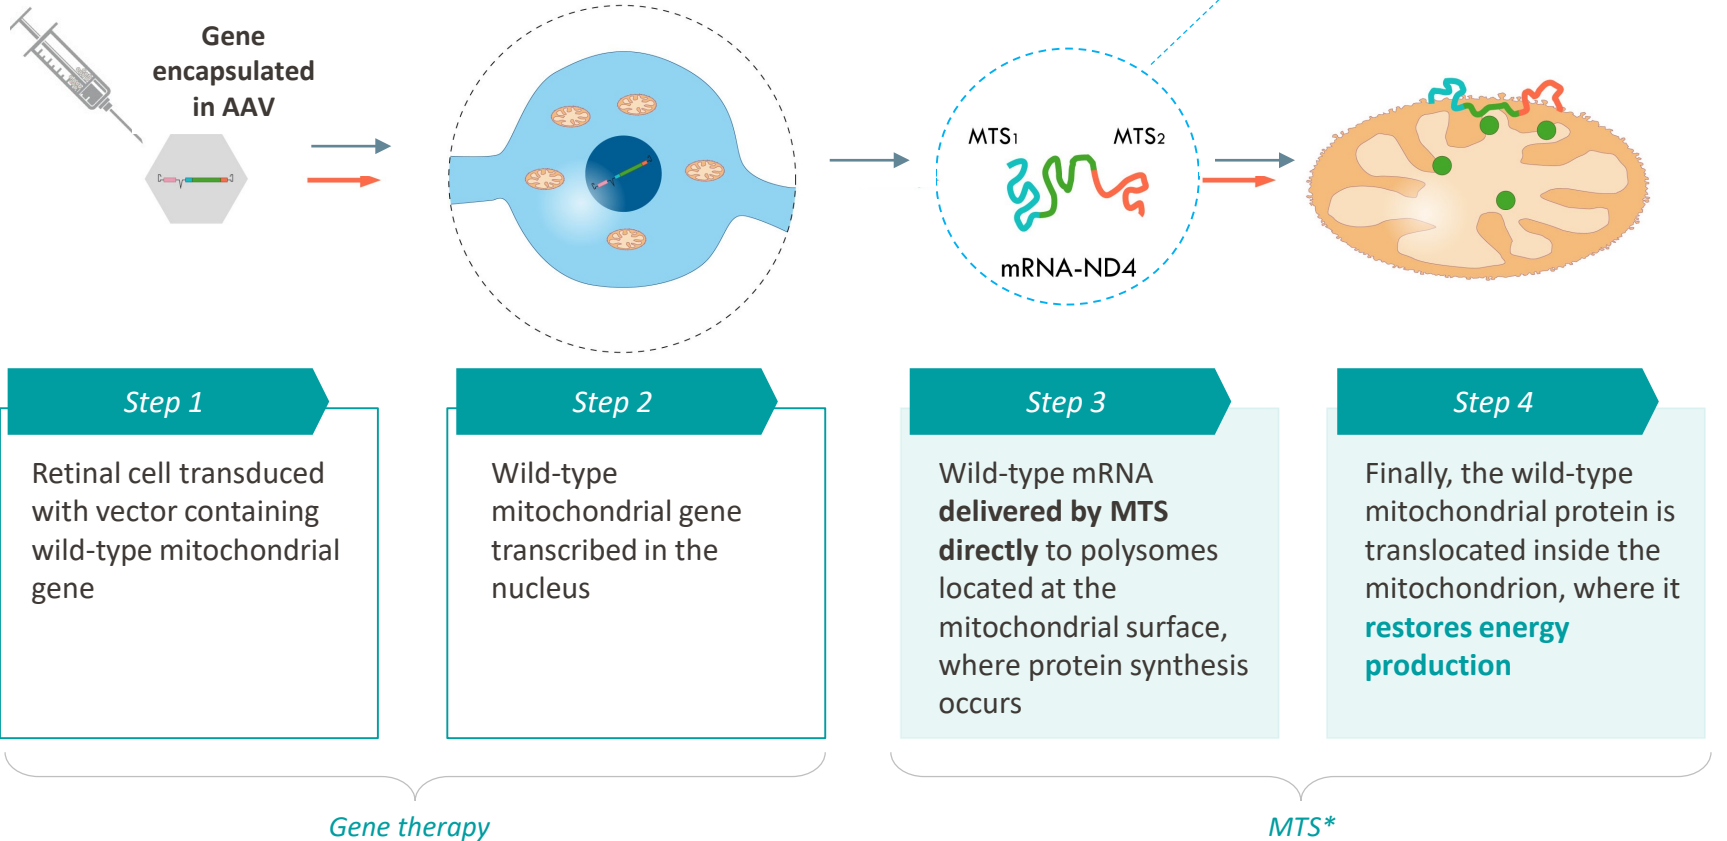 Gene
encapsulated
in AAV
MTS1
MTS2
mRNA-ND4
Step 1
Retinal cell transduced
with vector containing
wild-type mitochondrial
gene
Step 2
Wild-type
mitochondrial gene
transcribed in the
nucleus
Step 3
Wild-type mRNA
delivered by MTS
directly to polysomes
located at the
mitochondrial surface,
where protein synthesis
occurs
Step 4
Finally, the wild-type
mitochondrial protein is
translocated inside the
mitochondrion, where it
restores energy
production
Gene therapy
MTS*